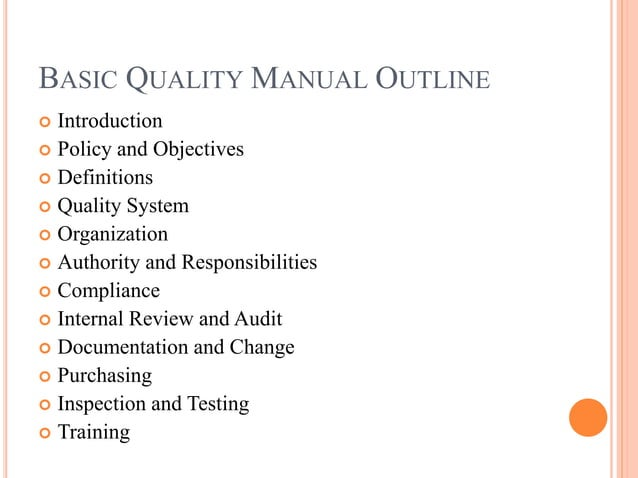 Basic Quality Manual Outline
Introduction
Policy and Objectives
Definitions
Quality System
Organization
Authority and Responsibilities
Compliance
Internal Review and Audit
Documentation and Change
Purchasing
Inspection and Testing
Training